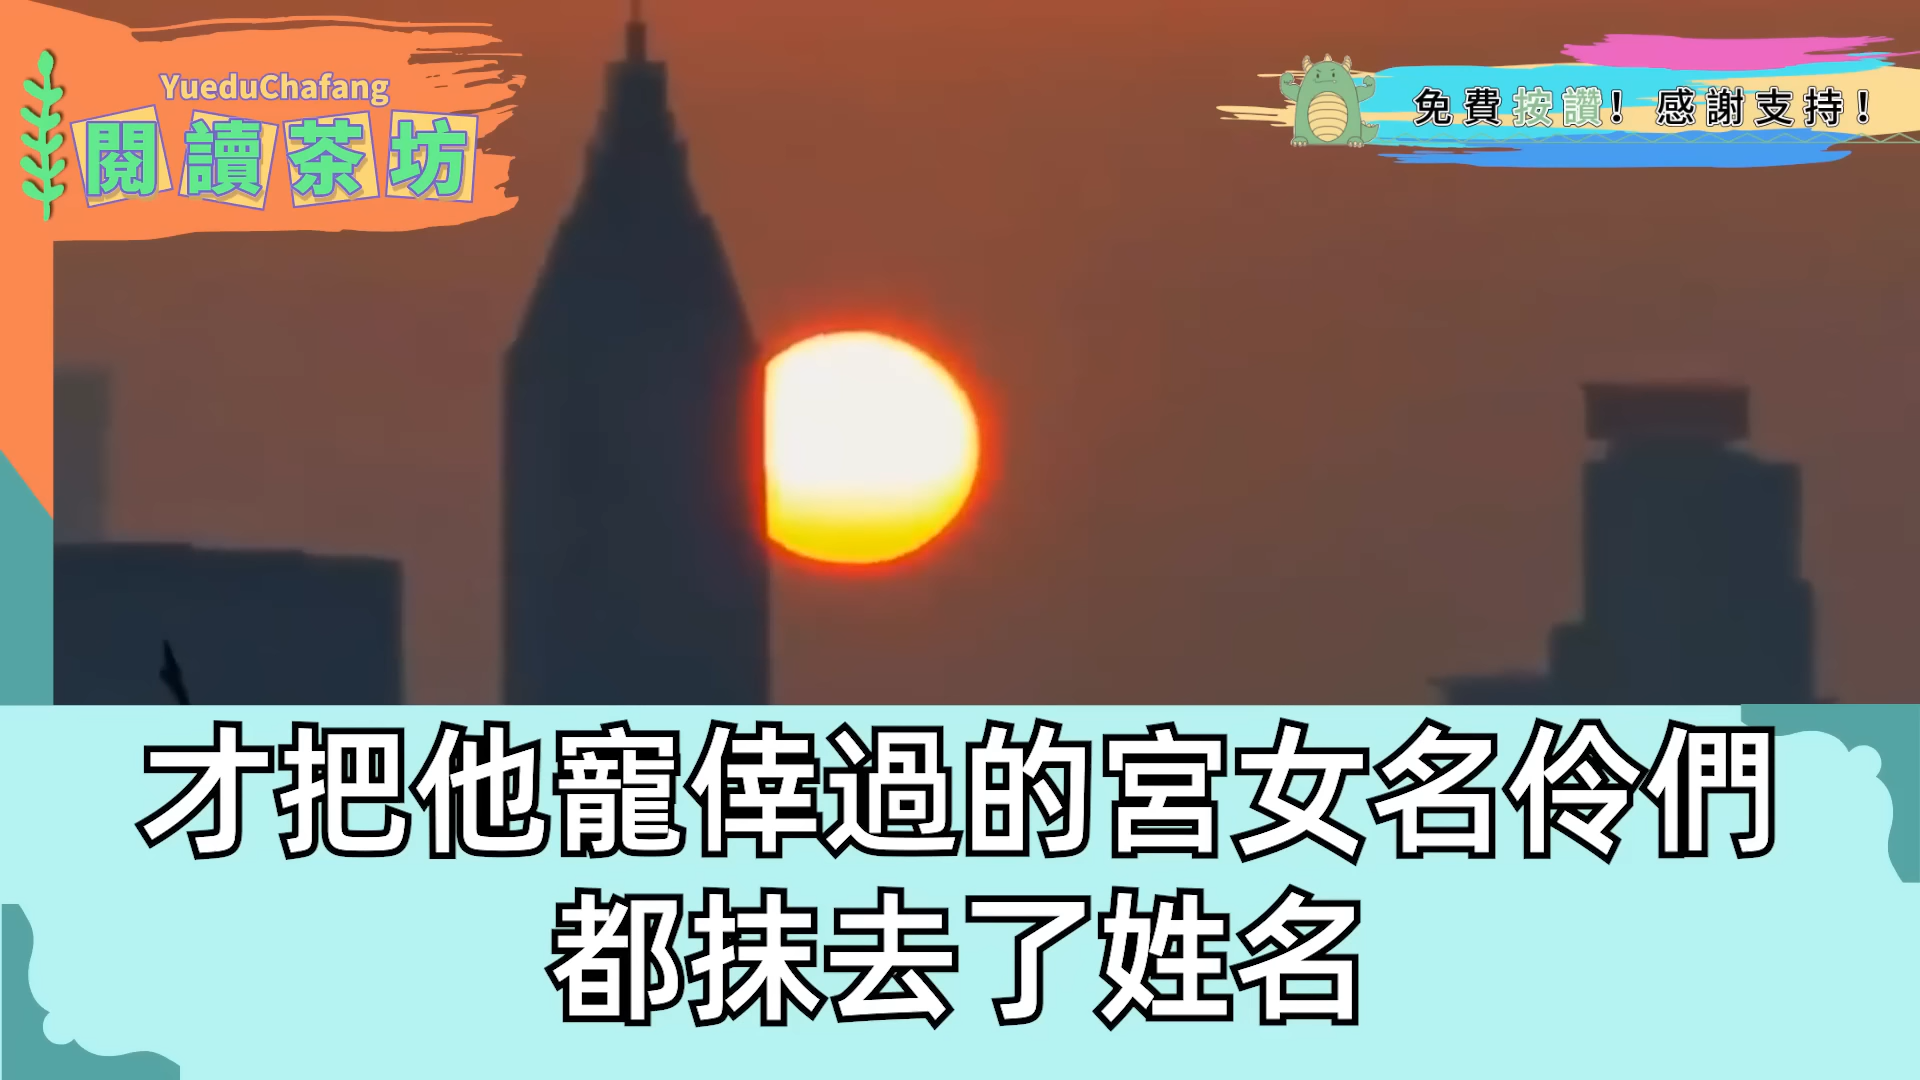 YueduChafang
閱讀茶坊
免費按讚！感謝支持！
才把他寵倖過的宮女名伶們
都抹去了姓名